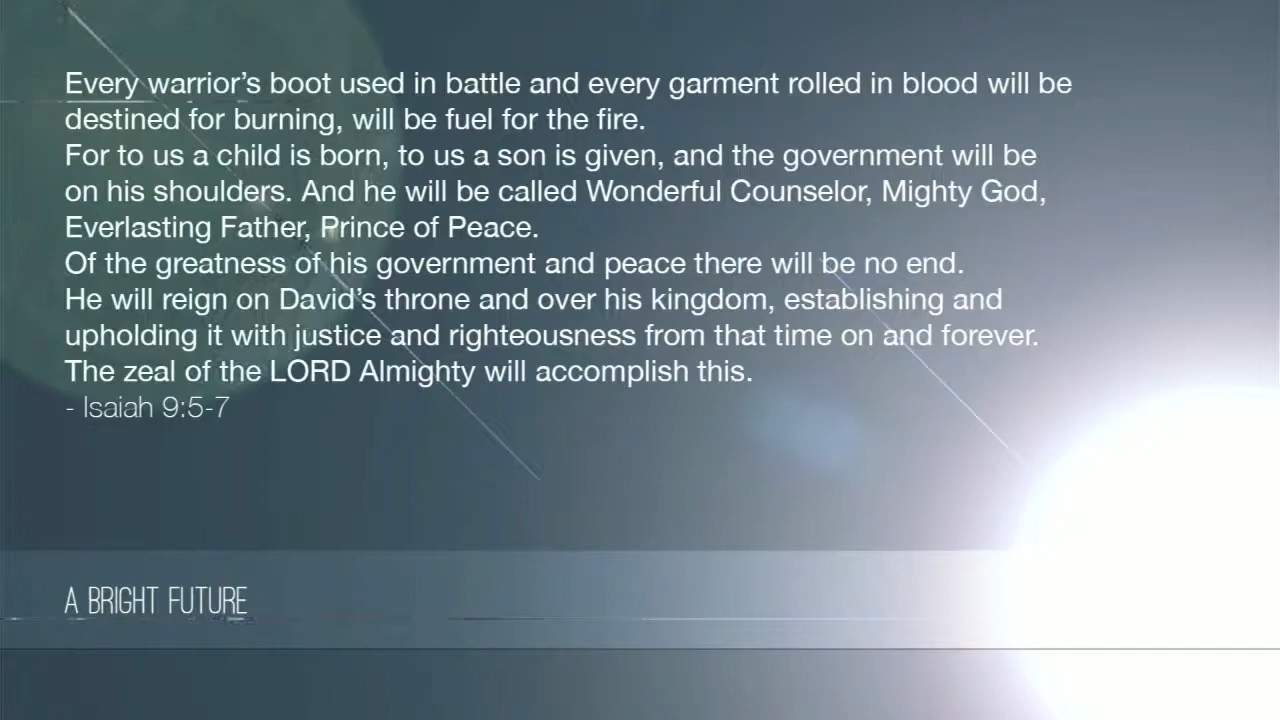 Every warrior’s boot used in battle and every garment rolled in blood will be
destined for burning, will be fuel for the fire.
For to us a child is born, to us a son is given, and the government will be
on his shoulders. And he will be called Wonderful Counselor, Mighty God,
Everlasting Father, Prince of Peace.
Of the greatness of his government and peace there will be no end.
He will reign on David’s throne and over his kingdom, establishing and
upholding it with justice and righteousness from that time on and forever.
The zeal of the LORD Almighty will accomplish this.
- Isaiah 9:5-7
A BRIGHT FUTURE